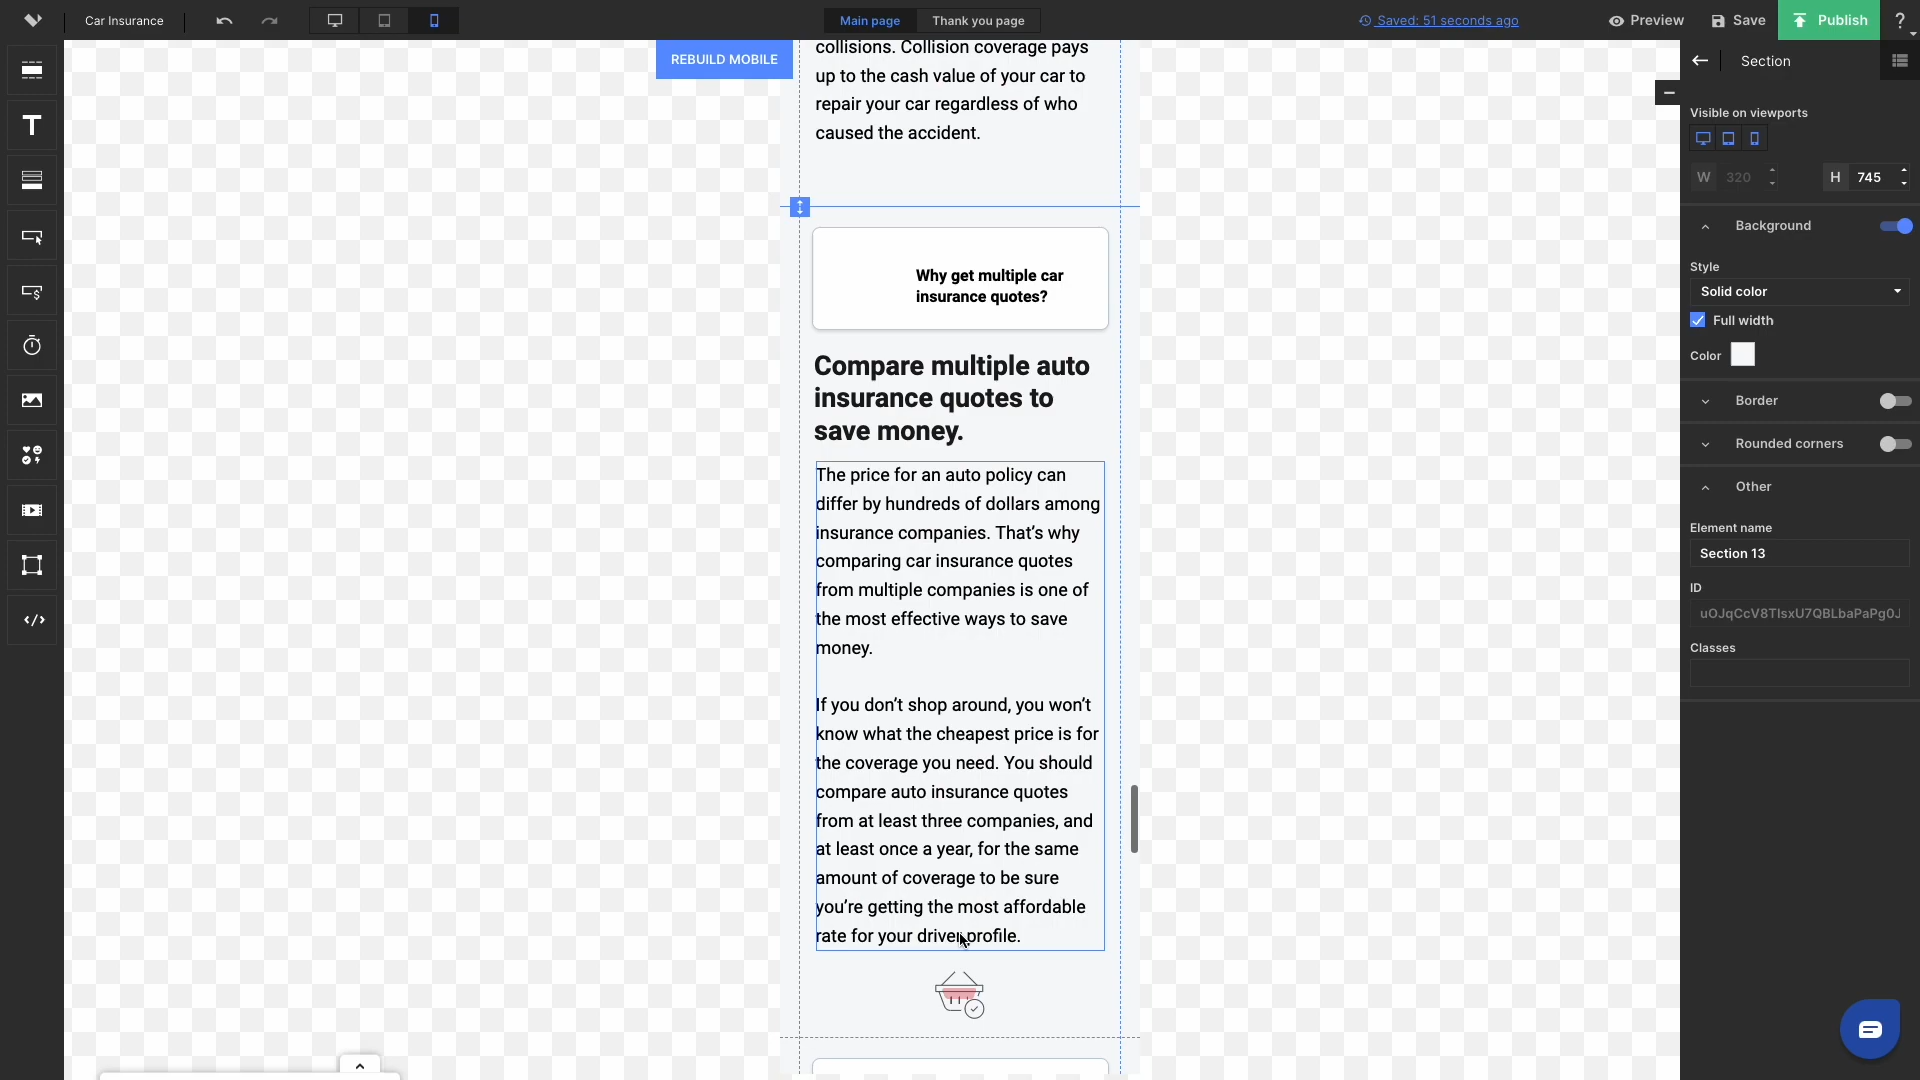 Car Insurance
Main page
Thank you page
Saved: 51 seconds ago
Preview
Save
Publish
?
REBUILD MOBILE
collisions. Collision coverage pays
up to the cash value of your car to
repair your car regardless of who
caused the accident.
Why get multiple car
insurance quotes?
Compare multiple auto
insurance quotes to
save money.
The price for an auto policy can
differ by hundreds of dollars among
insurance companies. That’s why
comparing car insurance quotes
from multiple companies is one of
the most effective ways to save
money.
If you don’t shop around, you won’t
know what the cheapest price is for
the coverage you need. You should
compare auto insurance quotes
from at least three companies, and
at least once a year, for the same
amount of coverage to be sure
you’re getting the most affordable
rate for your driver profile.
Section
Visible on viewports
W 320
H 745
Background
Style
Solid color
Full width
Color
Border
Rounded corners
Other
Element name
Section 13
ID
Classes